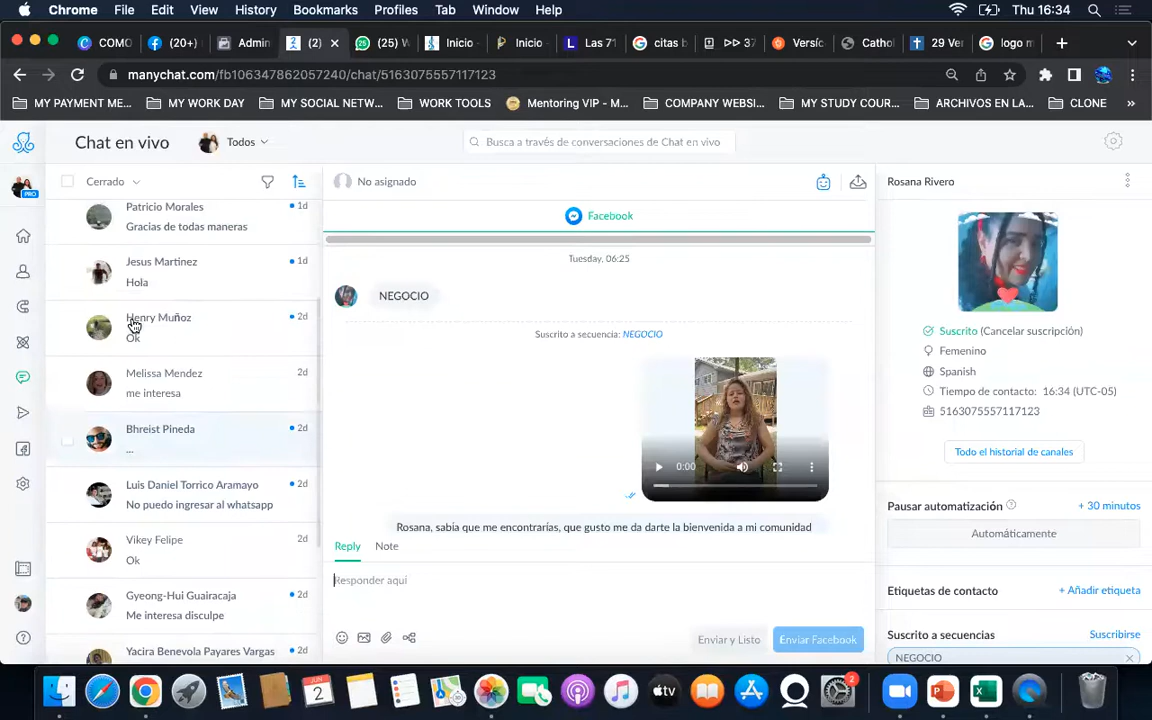 Chrome File Edit View History Bookmarks Profiles Tab Window Help Thu 16:34
COMO (20+) Admin (2) (25) W Inicio Inicio Las 71 citas b ▷▷ 37 Versíc Cathol 29 Ver logo m
manychat.com/fb106347862057240/chat/5163075557117123
MY PAYMENT ME... MY WORK DAY MY SOCIAL NETW... WORK TOOLS Mentoring VIP - M... COMPANY WEBSI... MY STUDY COUR... ARCHIVOS EN LA... CLONE »
Chat en vivo Todos Busca a través de conversaciones de Chat en vivo
PRO
Cerrado
No asignado
Rosana Rivero
Patricio Morales 1d
Gracias de todas maneras
Jesus Martinez 1d
Hola
Henry Muñoz 2d
Ok
Melissa Mendez 2d
me interesa
Bhreist Pineda 2d
...
Luis Daniel Torrico Aramayo 2d
No puedo ingresar al whatsapp
Vikey Felipe 2d
Ok
Gyeong-Hui Guairacaja 2d
Me interesa disculpe
Yacira Benevola Payares Vargas 2d
Facebook
Tuesday, 06:25
NEGOCIO
Suscrito a secuencia: NEGOCIO
0:00
Rosana, sabía que me encontrarías, que gusto me da darte la bienvenida a mi comunidad
Reply Note
Responder aquí
Enviar y Listo Enviar Facebook
Suscrito (Cancelar suscripción)
Femenino
Spanish
Tiempo de contacto: 16:34 (UTC-05)
5163075557117123
Todo el historial de canales
Pausar automatización + 30 minutos
Automáticamente
Etiquetas de contacto + Añadir etiqueta
Suscrito a secuencias Suscribirse
NEGOCIO
JUN
2
tv
2